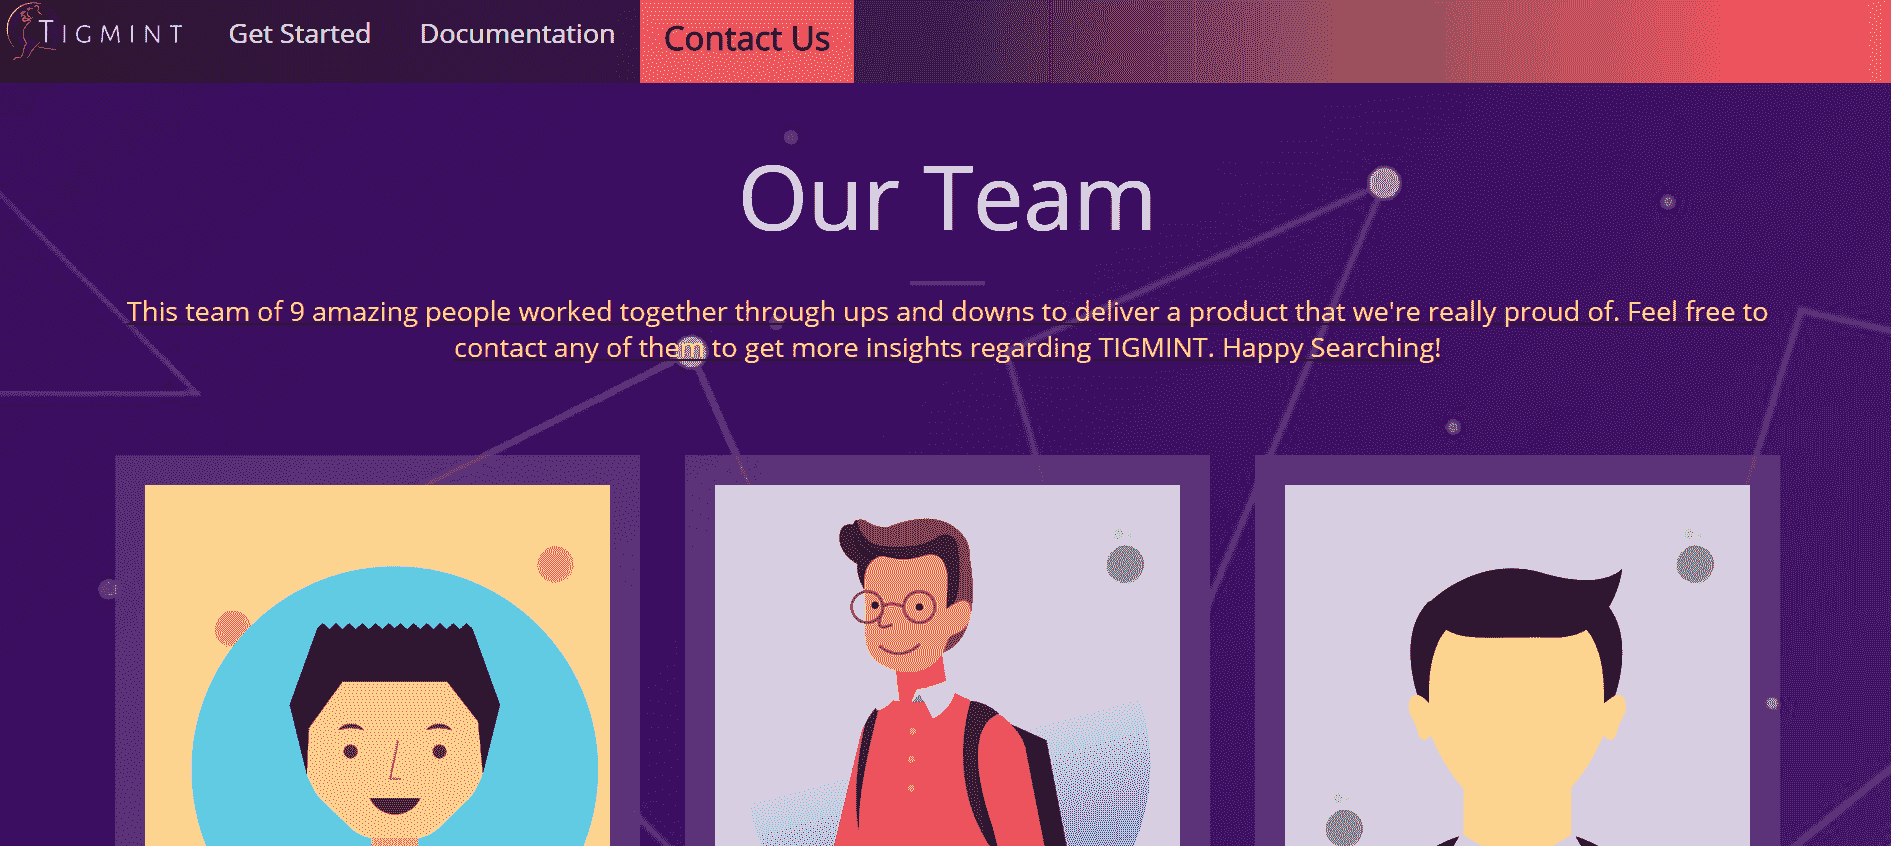 TIGMINT
Get Started
Documentation
Contact Us
Our Team
This team of 9 amazing people worked together through ups and downs to deliver a product that we're really proud of. Feel free to
contact any of them to get more insights regarding TIGMINT. Happy Searching!